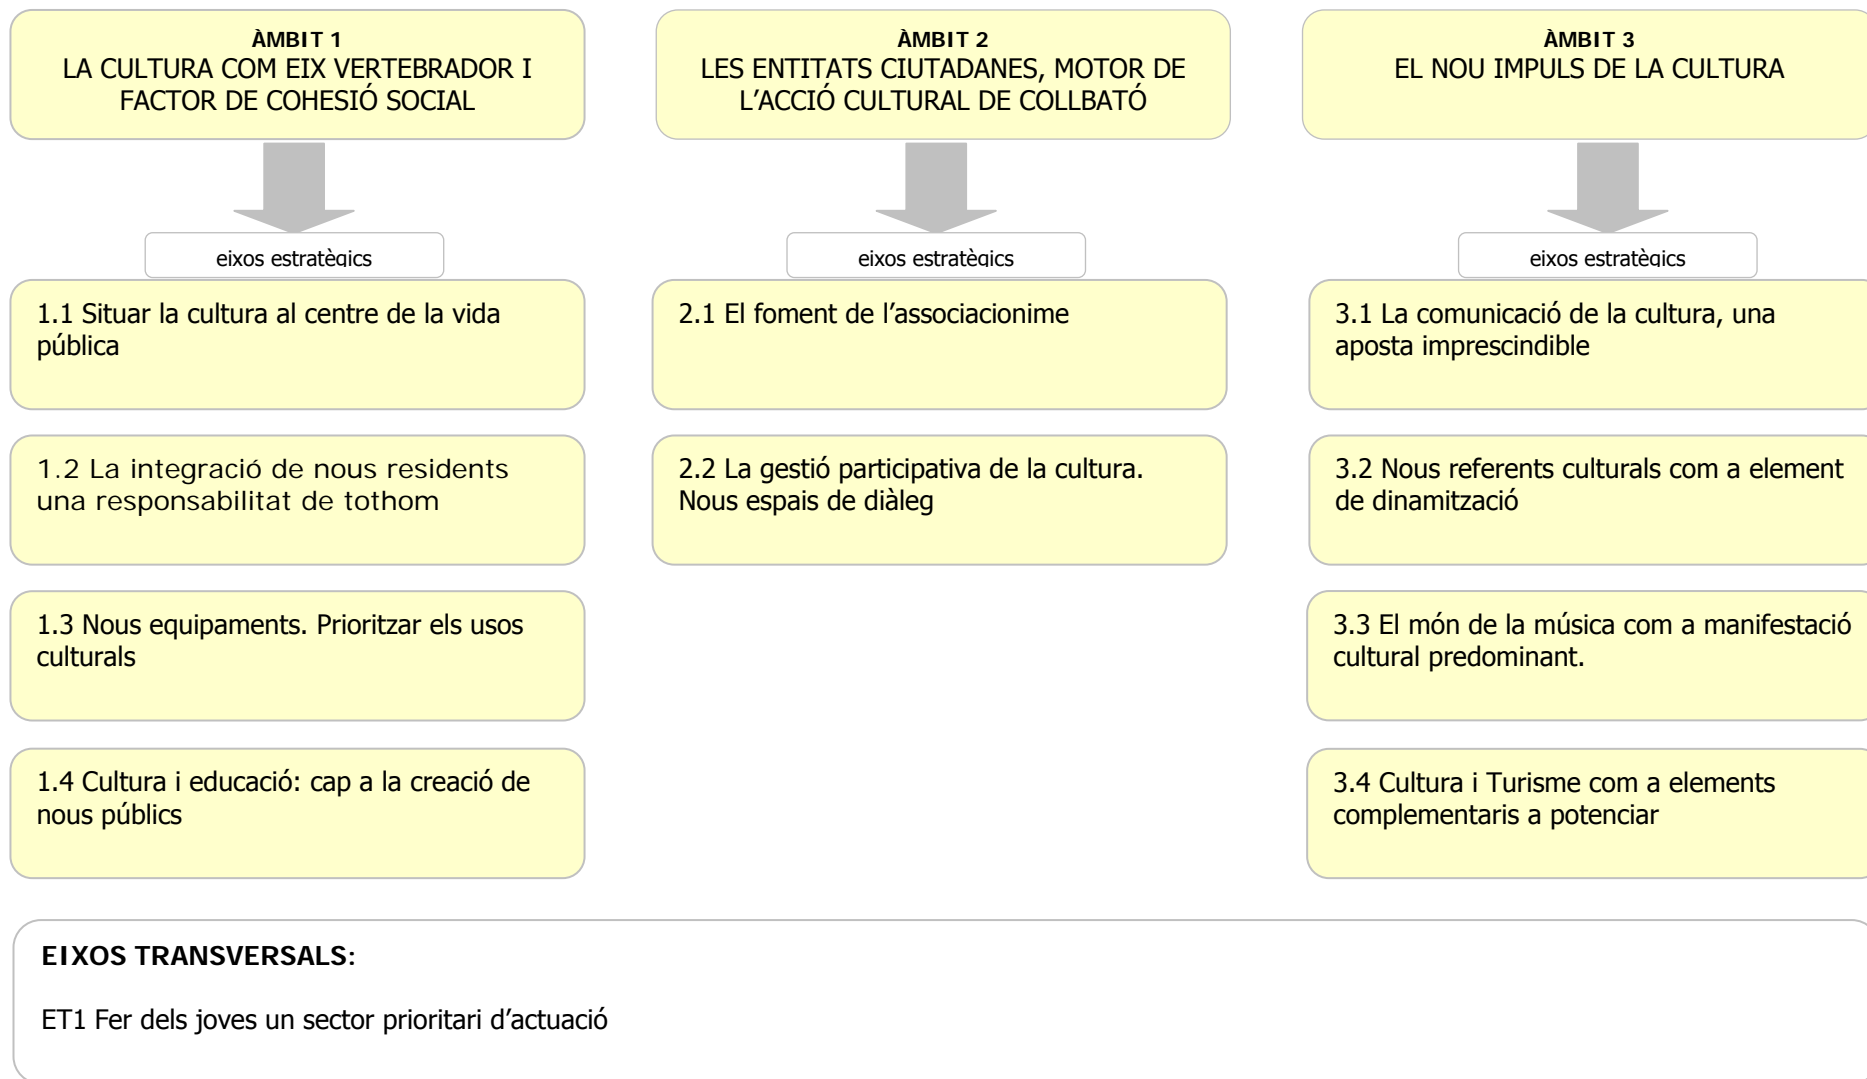 ÀMBIT 1
LA CULTURA COM EIX VERTEBRADOR I
FACTOR DE COHESIÓ SOCIAL
ÀMBIT 2
LES ENTITATS CIUTADANES, MOTOR DE
L’ACCIÓ CULTURAL DE COLLBATÓ
ÀMBIT 3
EL NOU IMPULS DE LA CULTURA
eixos estratègics
eixos estratègics
eixos estratègics
1.1 Situar la cultura al centre de la vida
pública
1.2 La integració de nous residents
una responsabilitat de tothom
1.3 Nous equipaments. Prioritzar els usos
culturals
1.4 Cultura i educació: cap a la creació de
nous públics
2.1 El foment de l’associacionime
2.2 La gestió participativa de la cultura.
Nous espais de diàleg
3.1 La comunicació de la cultura, una
aposta imprescindible
3.2 Nous referents culturals com a element
de dinamització
3.3 El món de la música com a manifestació
cultural predominant.
3.4 Cultura i Turisme com a elements
complementaris a potenciar
EIXOS TRANSVERSALS:
ET1 Fer dels joves un sector prioritari d’actuació